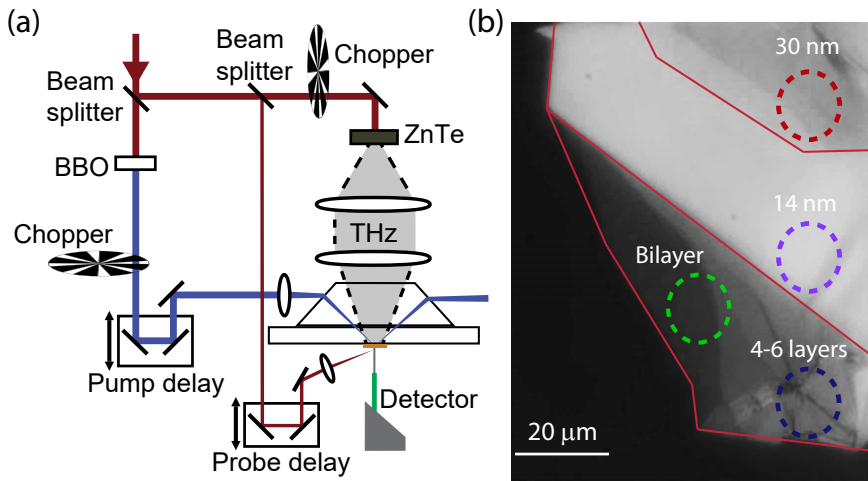 (a)
Beam
splitter
Chopper
Beam
splitter
ZnTe
BBO
THz
Chopper
Pump delay
Detector
Probe delay
(b)
30 nm
14 nm
Bilayer
4-6 layers
20 μm